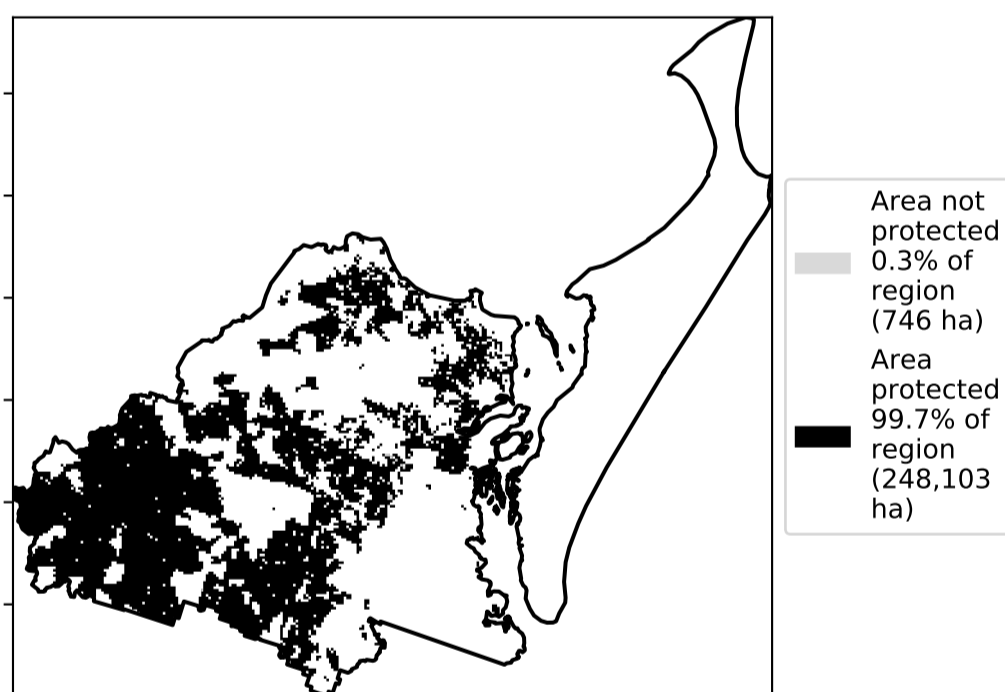 Area not
protected
0.3% of
region
(746 ha)
Area
protected
99.7% of
region
(248,103
ha)